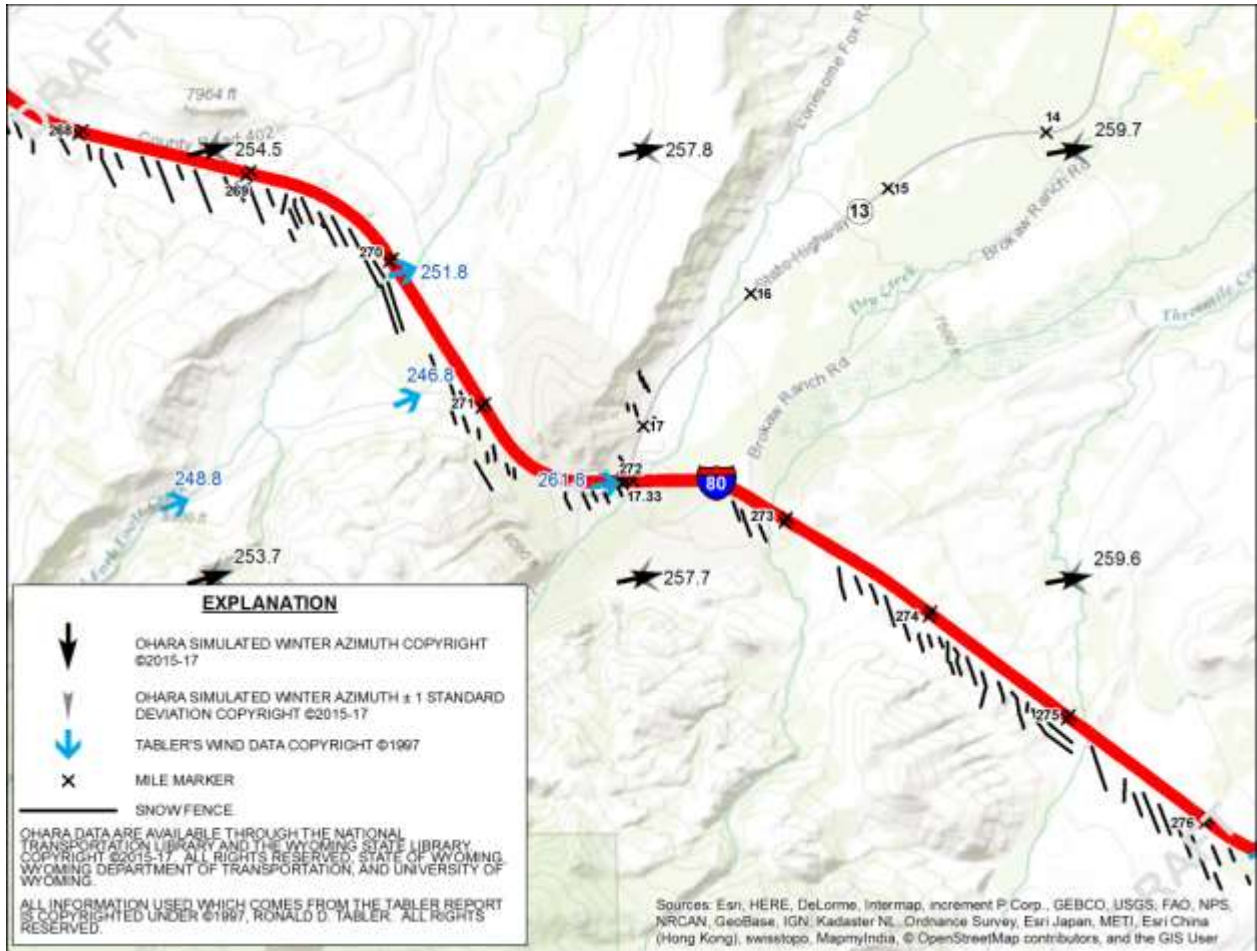 DRAFT
7964 ft
Lonesome Fox Rd
268
County Road 402
254.5
257.8
14
259.7
269
15
13
State Highway
Brokaw Ranch Rd
270
251.8
16
Dry Creek
Threemile
7600 ft
246.8
271
17
Brokaw Ranch Rd
261.8
272
17.33
80
248.8
273
8000 ft
253.7
257.7
259.6
274
275
276
DRAFT
EXPLANATION
OHARA SIMULATED WINTER AZIMUTH COPYRIGHT
©2015-17
OHARA SIMULATED WINTER AZIMUTH ± 1 STANDARD
DEVIATION COPYRIGHT ©2015-17
TABLER'S WIND DATA COPYRIGHT ©1997
MILE MARKER
SNOW FENCE
OHARA DATA ARE AVAILABLE THROUGH THE NATIONAL
TRANSPORTATION LIBRARY AND THE WYOMING STATE LIBRARY
COPYRIGHT ©2015-17. ALL RIGHTS RESERVED, STATE OF WYOMING,
WYOMING DEPARTMENT OF TRANSPORTATION, AND UNIVERSITY OF
WYOMING.
ALL INFORMATION USED WHICH COMES FROM THE TABLER REPORT
IS COPYRIGHTED UNDER ©1997, RONALD D. TABLER. ALL RIGHTS
RESERVED.
Sources: Esri, HERE, DeLorme, Intermap, increment P Corp., GEBCO, USGS, FAO, NPS,
NRCAN, GeoBase, IGN, Kadaster NL, Ordnance Survey, Esri Japan, METI, Esri China
(Hong Kong), swisstopo, MapmyIndia, © OpenStreetMap contributors, and the GIS User